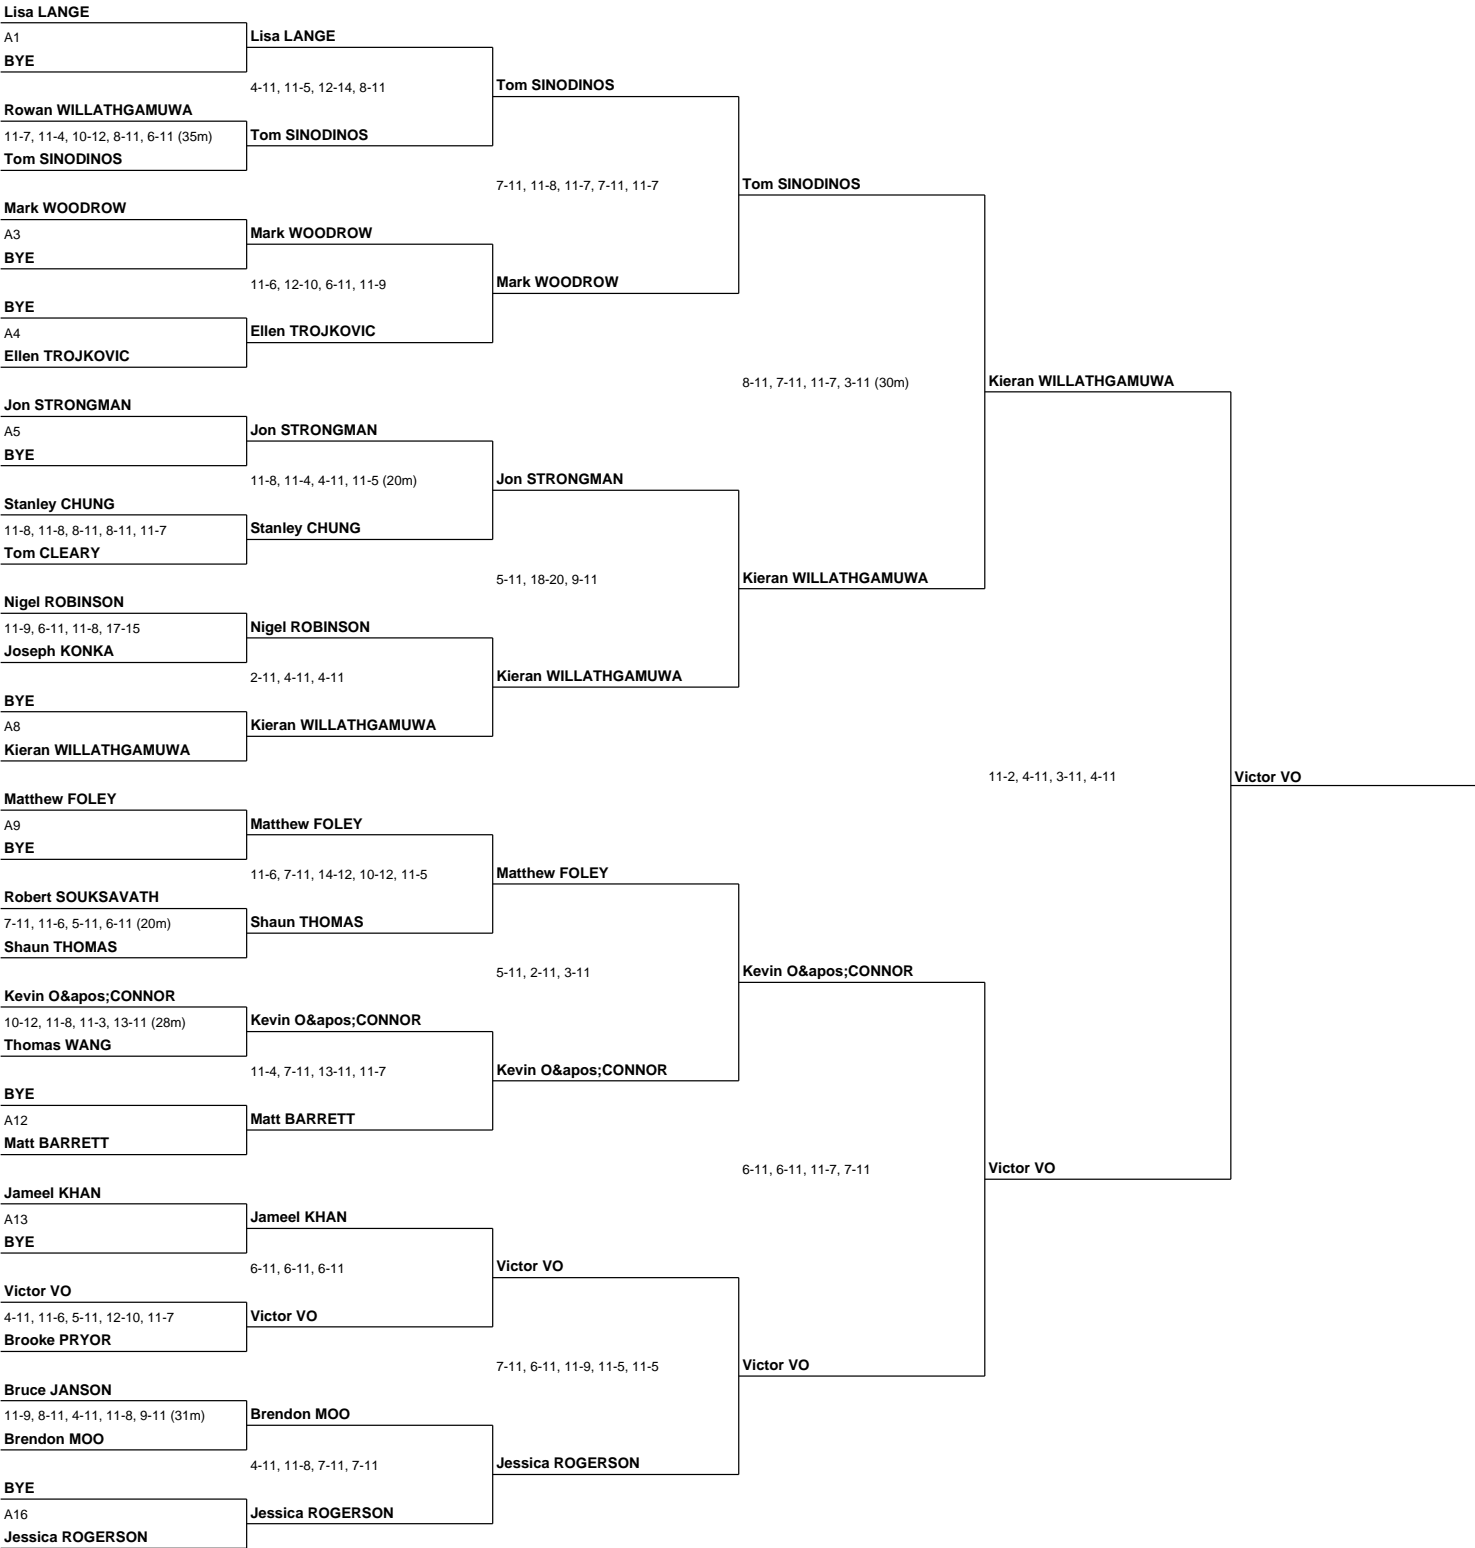 Lisa LANGE
A1
BYE
Lisa LANGE
4-11, 11-5, 12-14, 8-11
Rowan WILLATHGAMUWA
11-7, 11-4, 10-12, 8-11, 6-11 (35m)
Tom SINODINOS
Tom SINODINOS
Tom SINODINOS
7-11, 11-8, 11-7, 7-11, 11-7
Mark WOODROW
A3
BYE
Mark WOODROW
11-6, 12-10, 6-11, 11-9
BYE
A4
Ellen TROJKOVIC
Ellen TROJKOVIC
Mark WOODROW
Tom SINODINOS
8-11, 7-11, 11-7, 3-11 (30m)
Jon STRONGMAN
A5
BYE
Jon STRONGMAN
11-8, 11-4, 4-11, 11-5 (20m)
Stanley CHUNG
11-8, 11-8, 8-11, 8-11, 11-7
Tom CLEARY
Stanley CHUNG
Jon STRONGMAN
5-11, 18-20, 9-11
Nigel ROBINSON
11-9, 6-11, 11-8, 17-15
Joseph KONKA
Nigel ROBINSON
2-11, 4-11, 4-11
BYE
A8
Kieran WILLATHGAMUWA
Kieran WILLATHGAMUWA
Kieran WILLATHGAMUWA
Kieran WILLATHGAMUWA
Kieran WILLATHGAMUWA
11-2, 4-11, 3-11, 4-11
Matthew FOLEY
A9
BYE
Matthew FOLEY
11-6, 7-11, 14-12, 10-12, 11-5
Robert SOUKSAVATH
7-11, 11-6, 5-11, 6-11 (20m)
Shaun THOMAS
Shaun THOMAS
Matthew FOLEY
5-11, 2-11, 3-11
Kevin O&amp;apos;CONNOR
10-12, 11-8, 11-3, 13-11 (28m)
Thomas WANG
Kevin O&amp;apos;CONNOR
11-4, 7-11, 13-11, 11-7
BYE
A12
Matt BARRETT
Matt BARRETT
Kevin O&amp;apos;CONNOR
Kevin O&amp;apos;CONNOR
6-11, 6-11, 11-7, 7-11
Jameel KHAN
A13
BYE
Jameel KHAN
6-11, 6-11, 6-11
Victor VO
4-11, 11-6, 5-11, 12-10, 11-7
Brooke PRYOR
Victor VO
Victor VO
7-11, 6-11, 11-9, 11-5, 11-5
Bruce JANSON
11-9, 8-11, 4-11, 11-8, 9-11 (31m)
Brendon MOO
Brendon MOO
4-11, 11-8, 7-11, 7-11
BYE
A16
Jessica ROGERSON
Jessica ROGERSON
Jessica ROGERSON
Victor VO
Victor VO
Victor VO